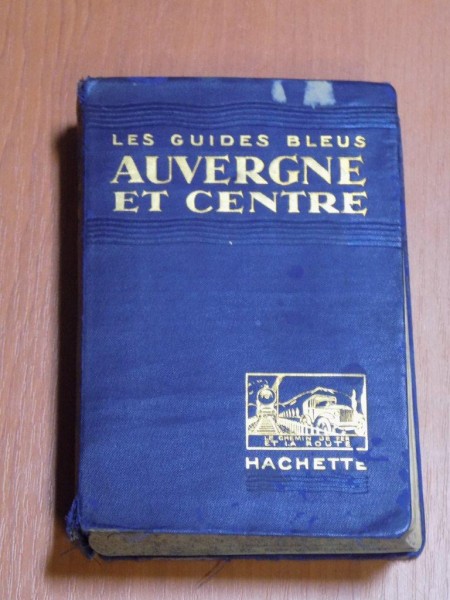 LES GUIDES BLEUS
AUVERGNE
ET CENTRE
LE CHEMIN DE FER
ET LA ROUTE
HACHETTE